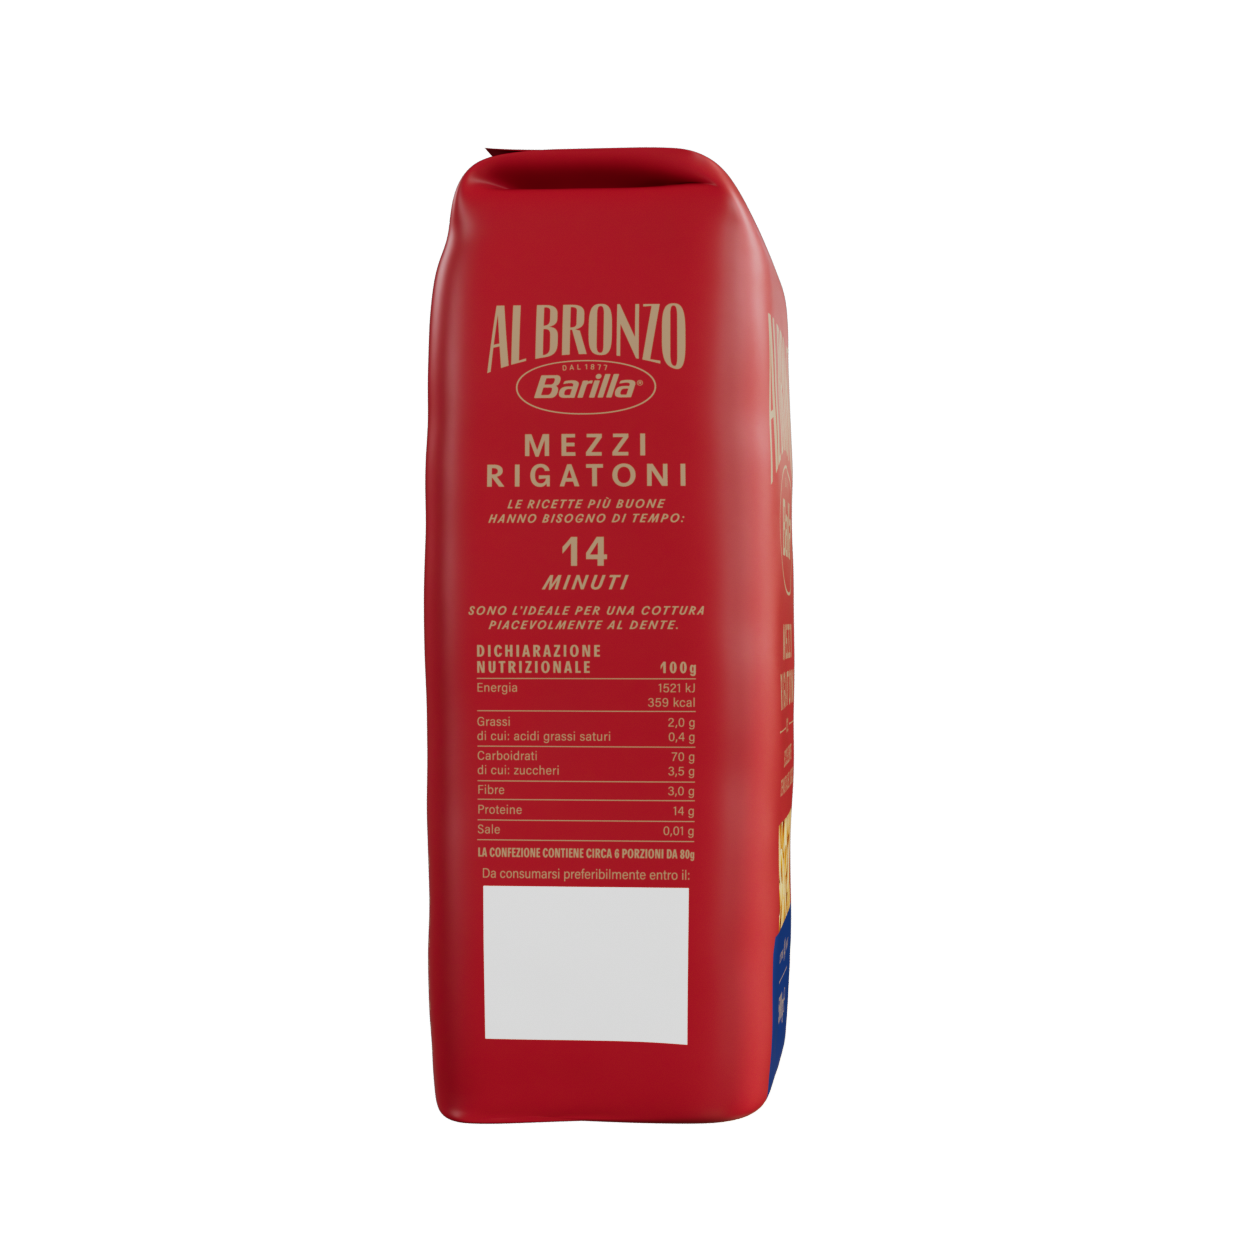 AL BRONZO
DAL 1877
Barilla®
MEZZI
RIGATONI
LE RICETTE PIÙ BUONE
HANNO BISOGNO DI TEMPO:
14
MINUTI
SONO L'IDEALE PER UNA COTTURA
PIACEVOLMENTE AL DENTE.
DICHIARAZIONE
NUTRIZIONALE 100g
Energia 1521 kJ
359 kcal
Grassi 2,0 g
di cui: acidi grassi saturi 0,4 g
Carboidrati 70 g
di cui: zuccheri 3,5 g
Fibre 3,0 g
Proteine 14 g
Sale 0,01 g
LA CONFEZIONE CONTIENE CIRCA 6 PORZIONI DA 80g
Da consumarsi preferibilmente entro il: